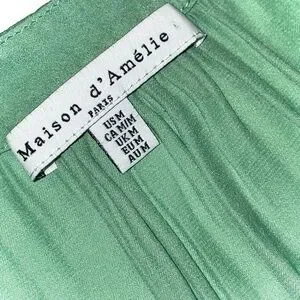 Maison d'Amélie
PARIS
US M
CA M/M
UK M
EU M
AU M